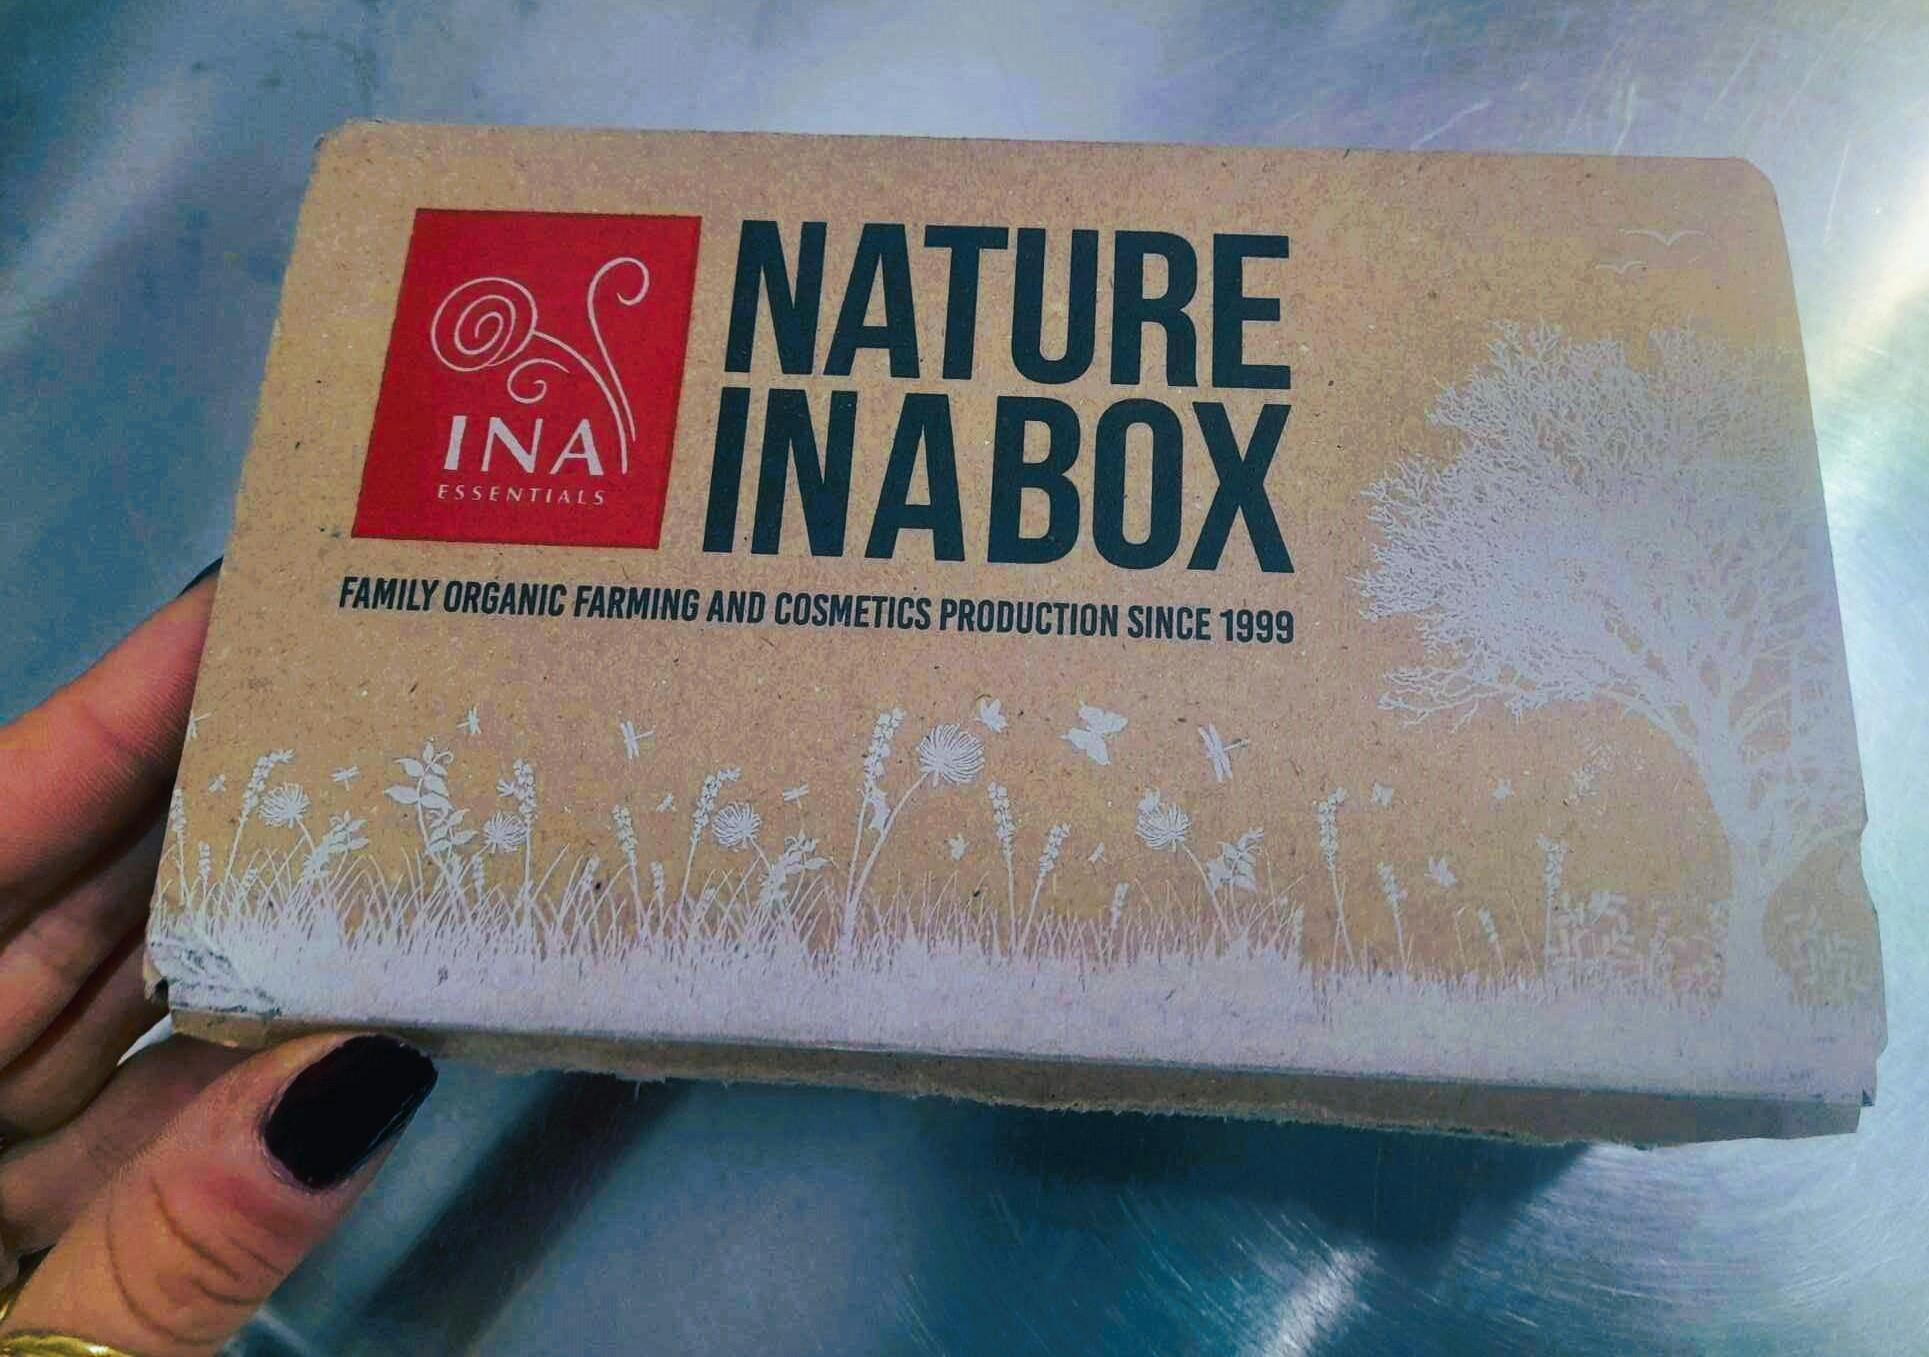 INA
ESSENTIALS
NATURE
INABOX
FAMILY ORGANIC FARMING AND COSMETICS PRODUCTION SINCE 1999